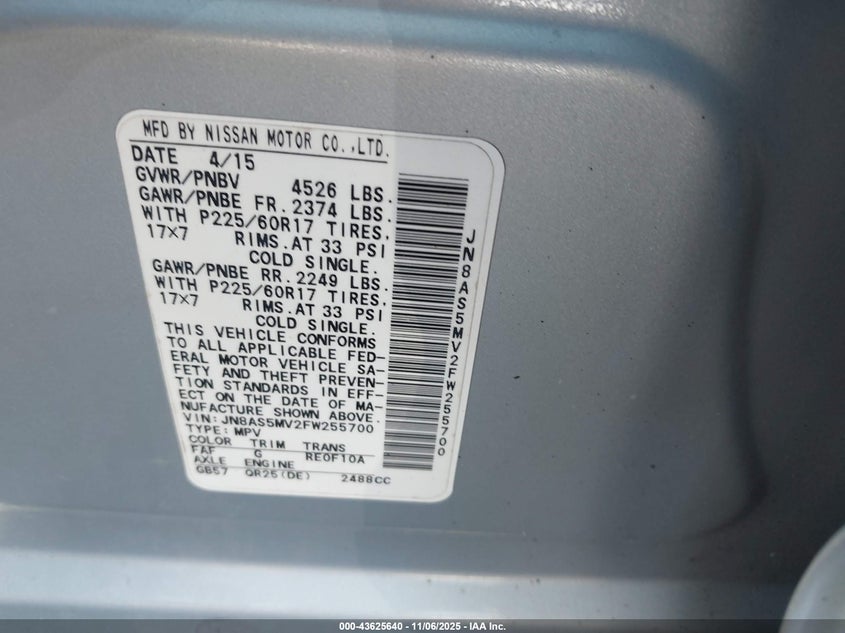 MFD BY NISSAN MOTOR CO.,LTD.
DATE 4/15
GVWR/PNBV 4526 LBS.
GAWR/PNBE FR.2374 LBS.
WITH P225/60R17 TIRES.
17×7 RIMS.AT 33 PSI
COLD SINGLE.
GAWR/PNBE RR.2249 LBS.
WITH P225/60R17 TIRES.
17×7 RIMS.AT 33 PSI
COLD SINGLE.
THIS VEHICLE CONFORMS
TO ALL APPLICABLE FED-
ERAL MOTOR VEHICLE SA-
FETY AND THEFT PREVEN-
TION STANDARDS IN EFF-
ECT ON THE DATE OF MA-
NUFACTURE SHOWN ABOVE.
VIN:JN8AS5MV2FW255700
TYPE:MPV
COLOR TRIM TRANS
FAF G RE0F10A
AXLE ENGINE
GB57 QR25(DE) 2488CC
JN8AS5MV2FW255700
000-43625640 - 11/06/2025 - IAA Inc.